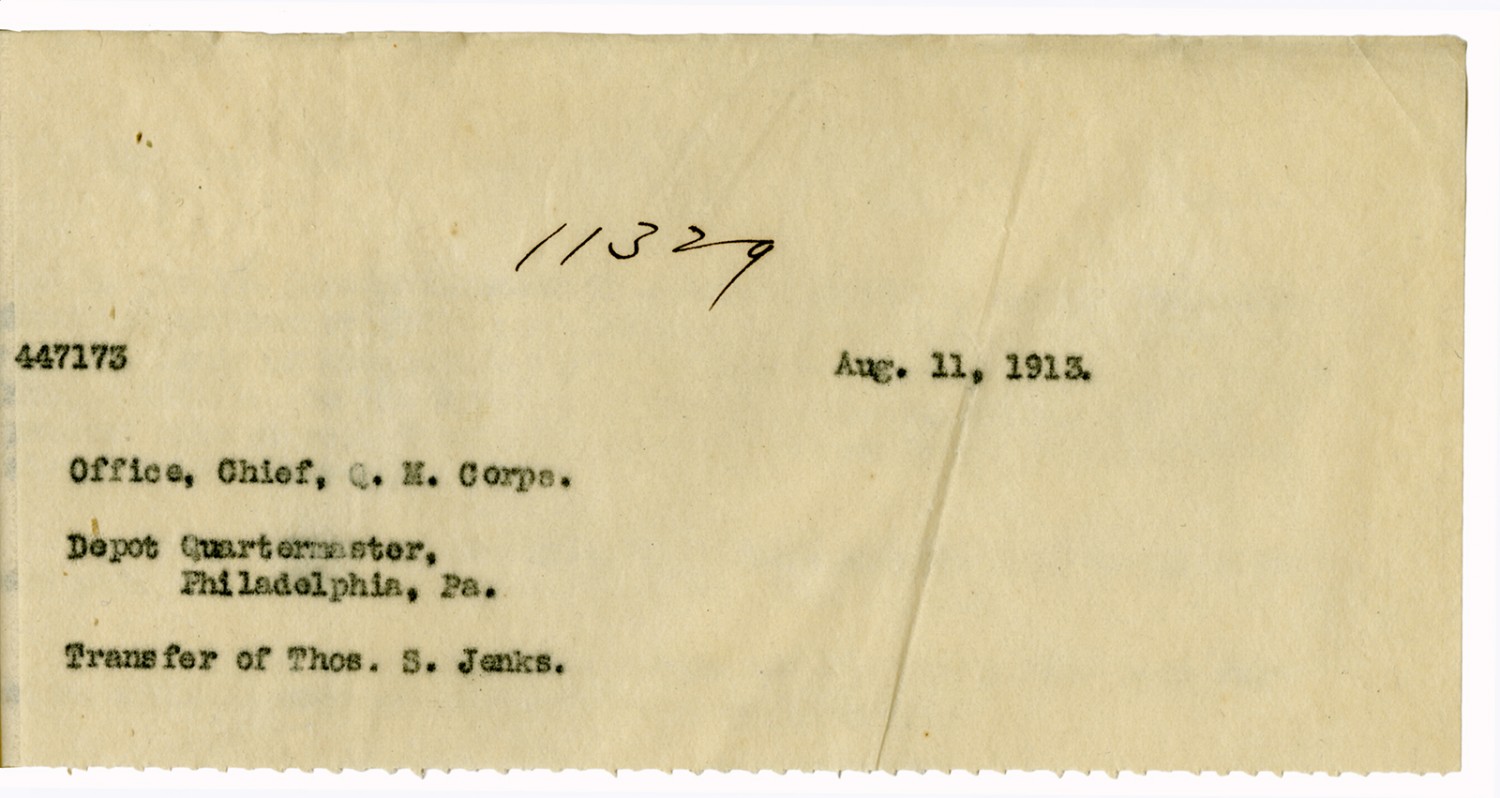 11329
447173 Aug. 11, 1913.
Office, Chief, Q. M. Corps.
Depot Quartermaster,
Philadelphia, Pa.
Transfer of Thos. S. Jenks.